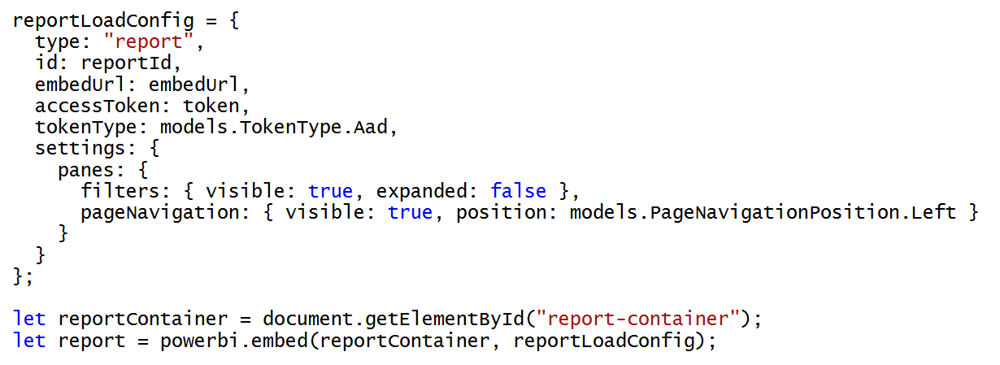 reportLoadConfig = {
  type: "report",
  id: reportId,
  embedUrl: embedUrl,
  accessToken: token,
  tokenType: models.TokenType.Aad,
  settings: {
    panes: {
      filters: { visible: true, expanded: false },
      pageNavigation: { visible: true, position: models.PageNavigationPosition.Left }
    }
  }
};

let reportContainer = document.getElementById("report-container");
let report = powerbi.embed(reportContainer, reportLoadConfig);